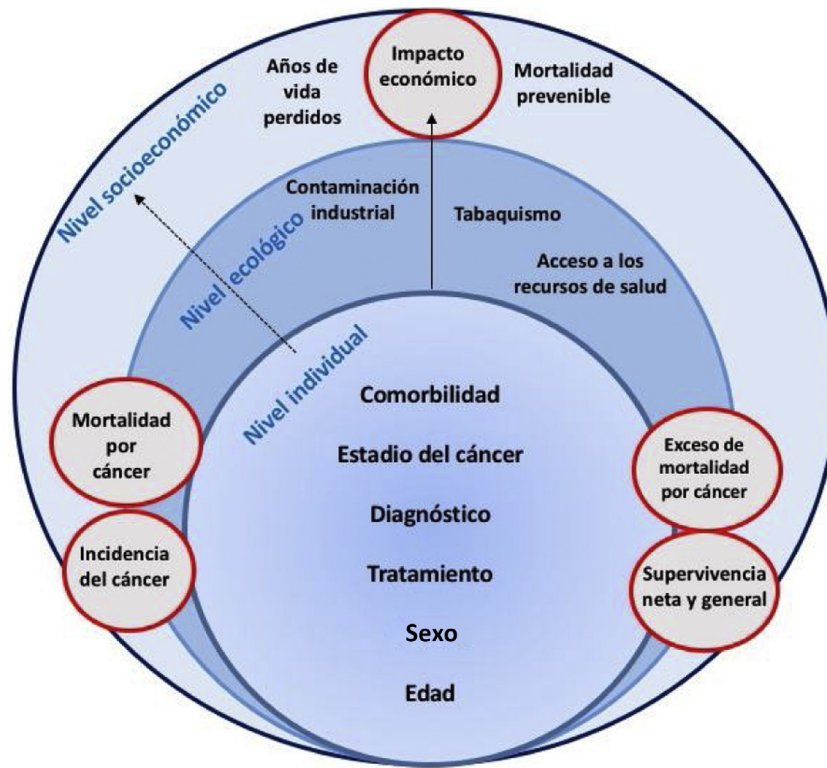 Impacto
económico
Años de
vida
perdidos
Mortalidad
prevenible
Nivel socioeconómico
Contaminación
industrial
Tabaquismo
Nivel ecológico
Acceso a los
recursos de salud
Nivel individual
Comorbilidad
Mortalidad
por
cáncer
Estadio del cáncer
Exceso de
mortalidad
por cáncer
Diagnóstico
Incidencia
del cáncer
Tratamiento
Supervivencia
neta y general
Sexo
Edad